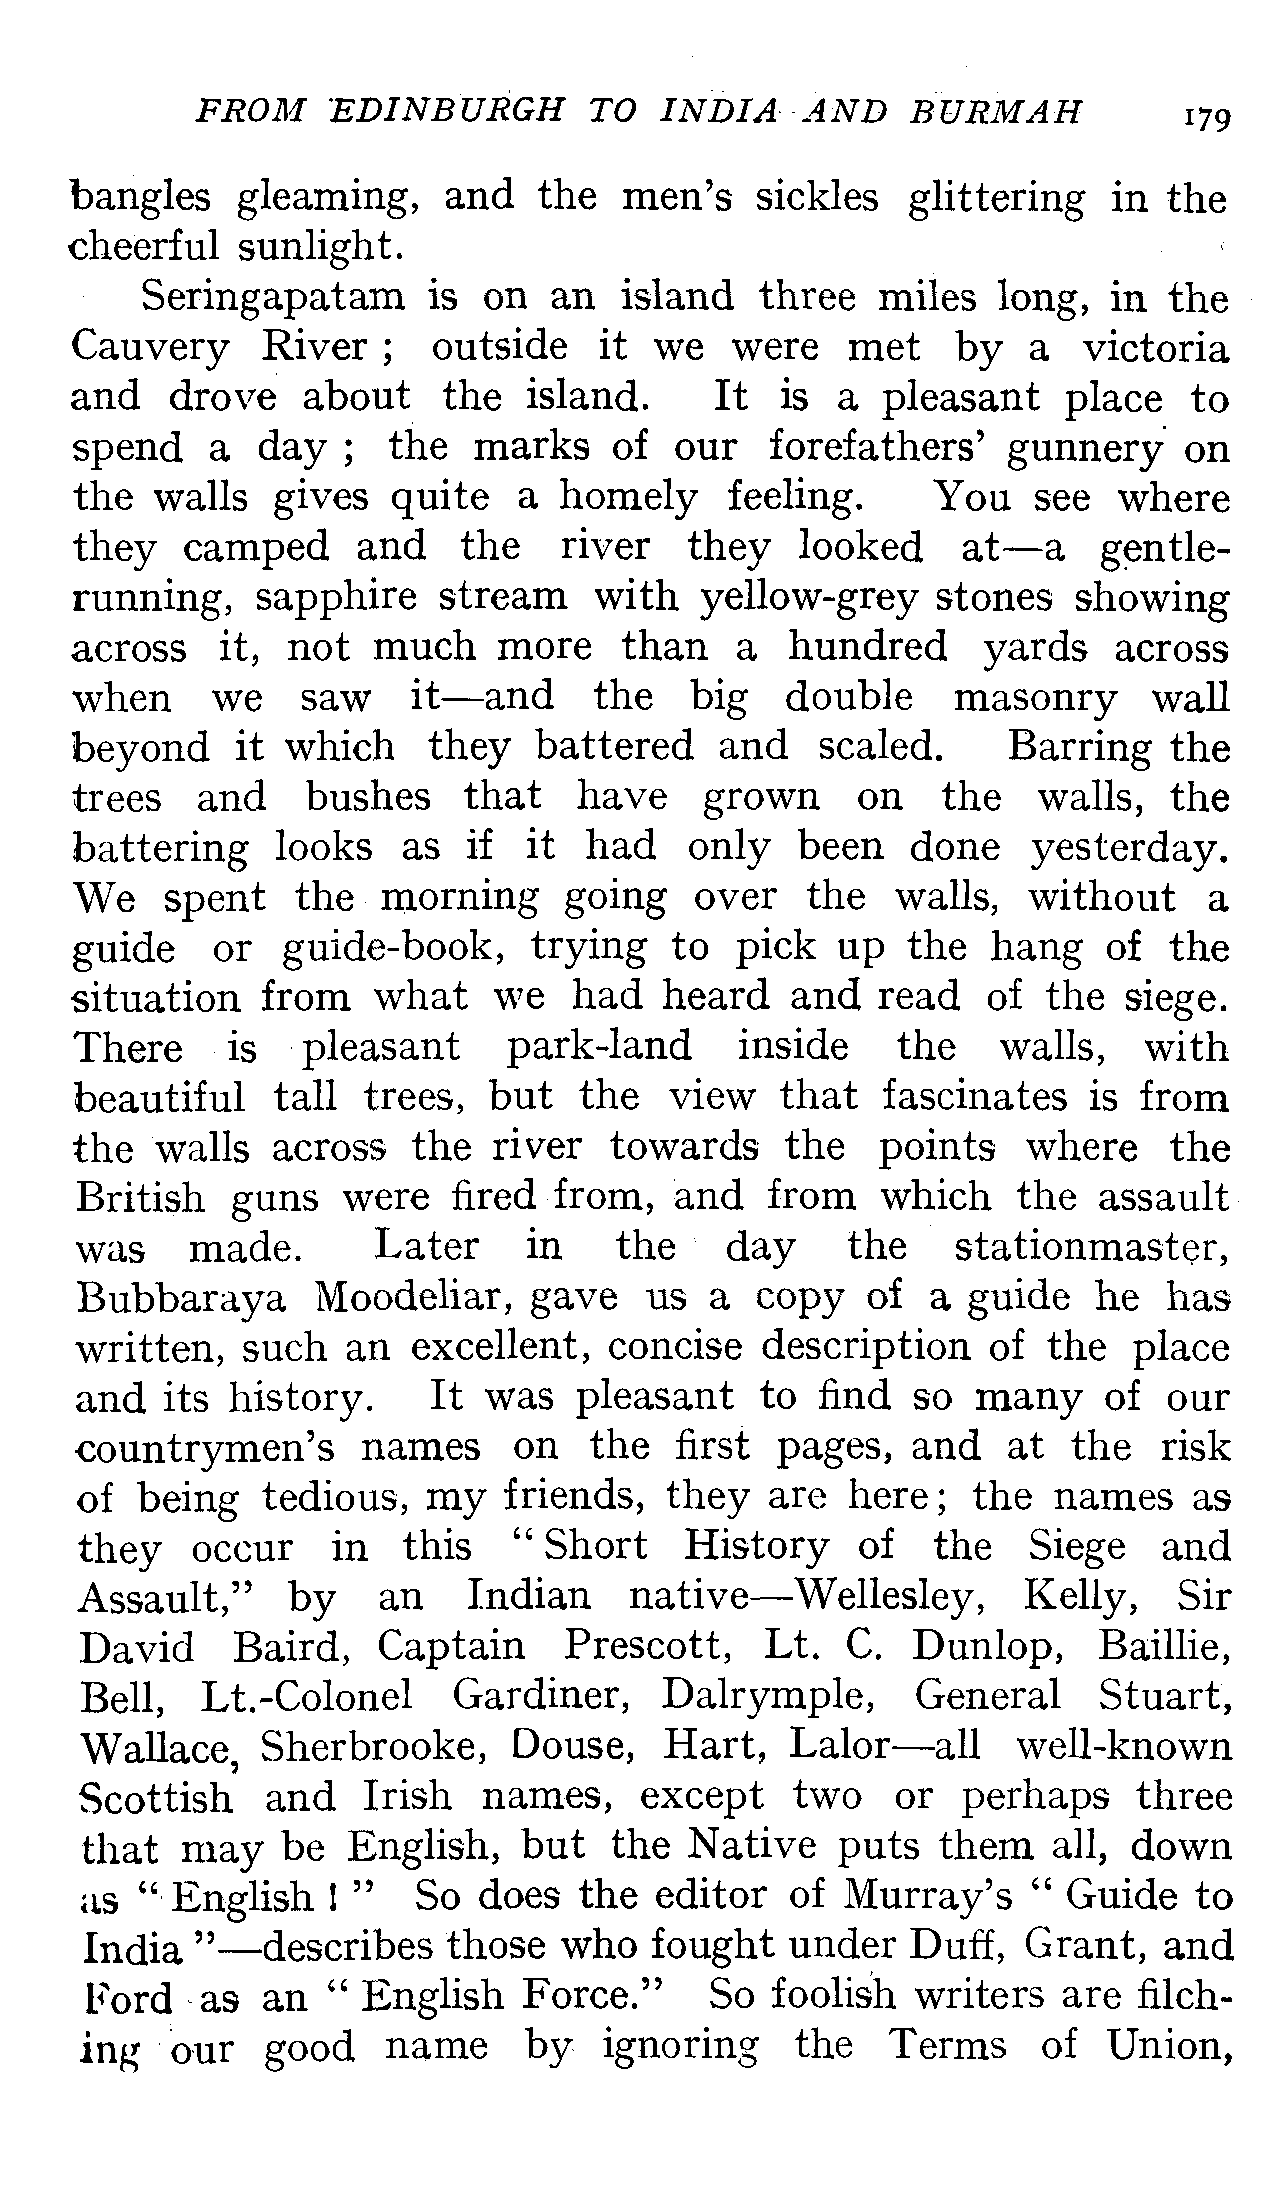 FROM EDINBURGH TO INDIA AND BURMAH 179
bangles gleaming, and the men's sickles glittering in the
cheerful sunlight.
Seringapatam is on an island three miles long, in the
Cauvery River ; outside it we were met by a victoria
and drove about the island. It is a pleasant place to
spend a day ; the marks of our forefathers' gunnery on
the walls gives quite a homely feeling. You see where
they camped and the river they looked at—a gentle-
running, sapphire stream with yellow-grey stones showing
across it, not much more than a hundred yards across
when we saw it—and the big double masonry wall
beyond it which they battered and scaled. Barring the
trees and bushes that have grown on the walls, the
battering looks as if it had only been done yesterday.
We spent the morning going over the walls, without a
guide or guide-book, trying to pick up the hang of the
situation from what we had heard and read of the siege.
There is pleasant park-land inside the walls, with
beautiful tall trees, but the view that fascinates is from
the walls across the river towards the points where the
British guns were fired from, and from which the assault
was made. Later in the day the stationmaster,
Bubbaraya Moodeliar, gave us a copy of a guide he has
written, such an excellent, concise description of the place
and its history. It was pleasant to find so many of our
countrymen's names on the first pages, and at the risk
of being tedious, my friends, they are here ; the names as
they occur in this " Short History of the Siege and
Assault," by an Indian native—Wellesley, Kelly, Sir
David Baird, Captain Prescott, Lt. C. Dunlop, Baillie,
Bell, Lt.-Colonel Gardiner, Dalrymple, General Stuart,
Wallace, Sherbrooke, Douse, Hart, Lalor—all well-known
Scottish and Irish names, except two or perhaps three
that may be English, but the Native puts them all, down
as " English ! " So does the editor of Murray's " Guide to
India "—describes those who fought under Duff, Grant, and
Ford as an " English Force." So foolish writers are filch-
ing our good name by ignoring the Terms of Union,